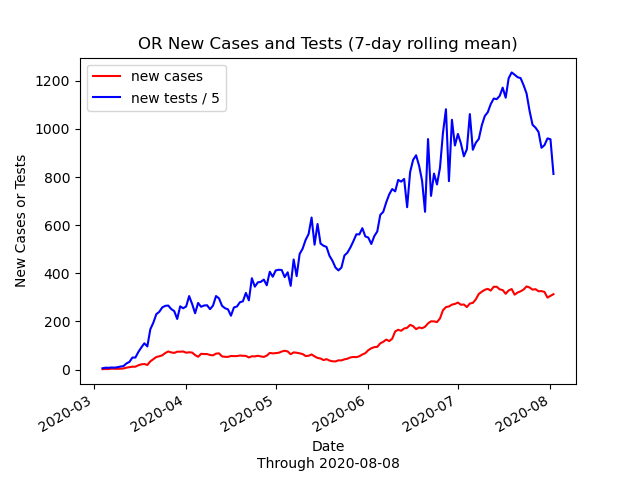 OR New Cases and Tests (7-day rolling mean)
new cases
new tests / 5
New Cases or Tests
1200
1000
800
600
400
200
0
2020-03
2020-04
2020-05
2020-06
2020-07
2020-08
Date
Through 2020-08-08